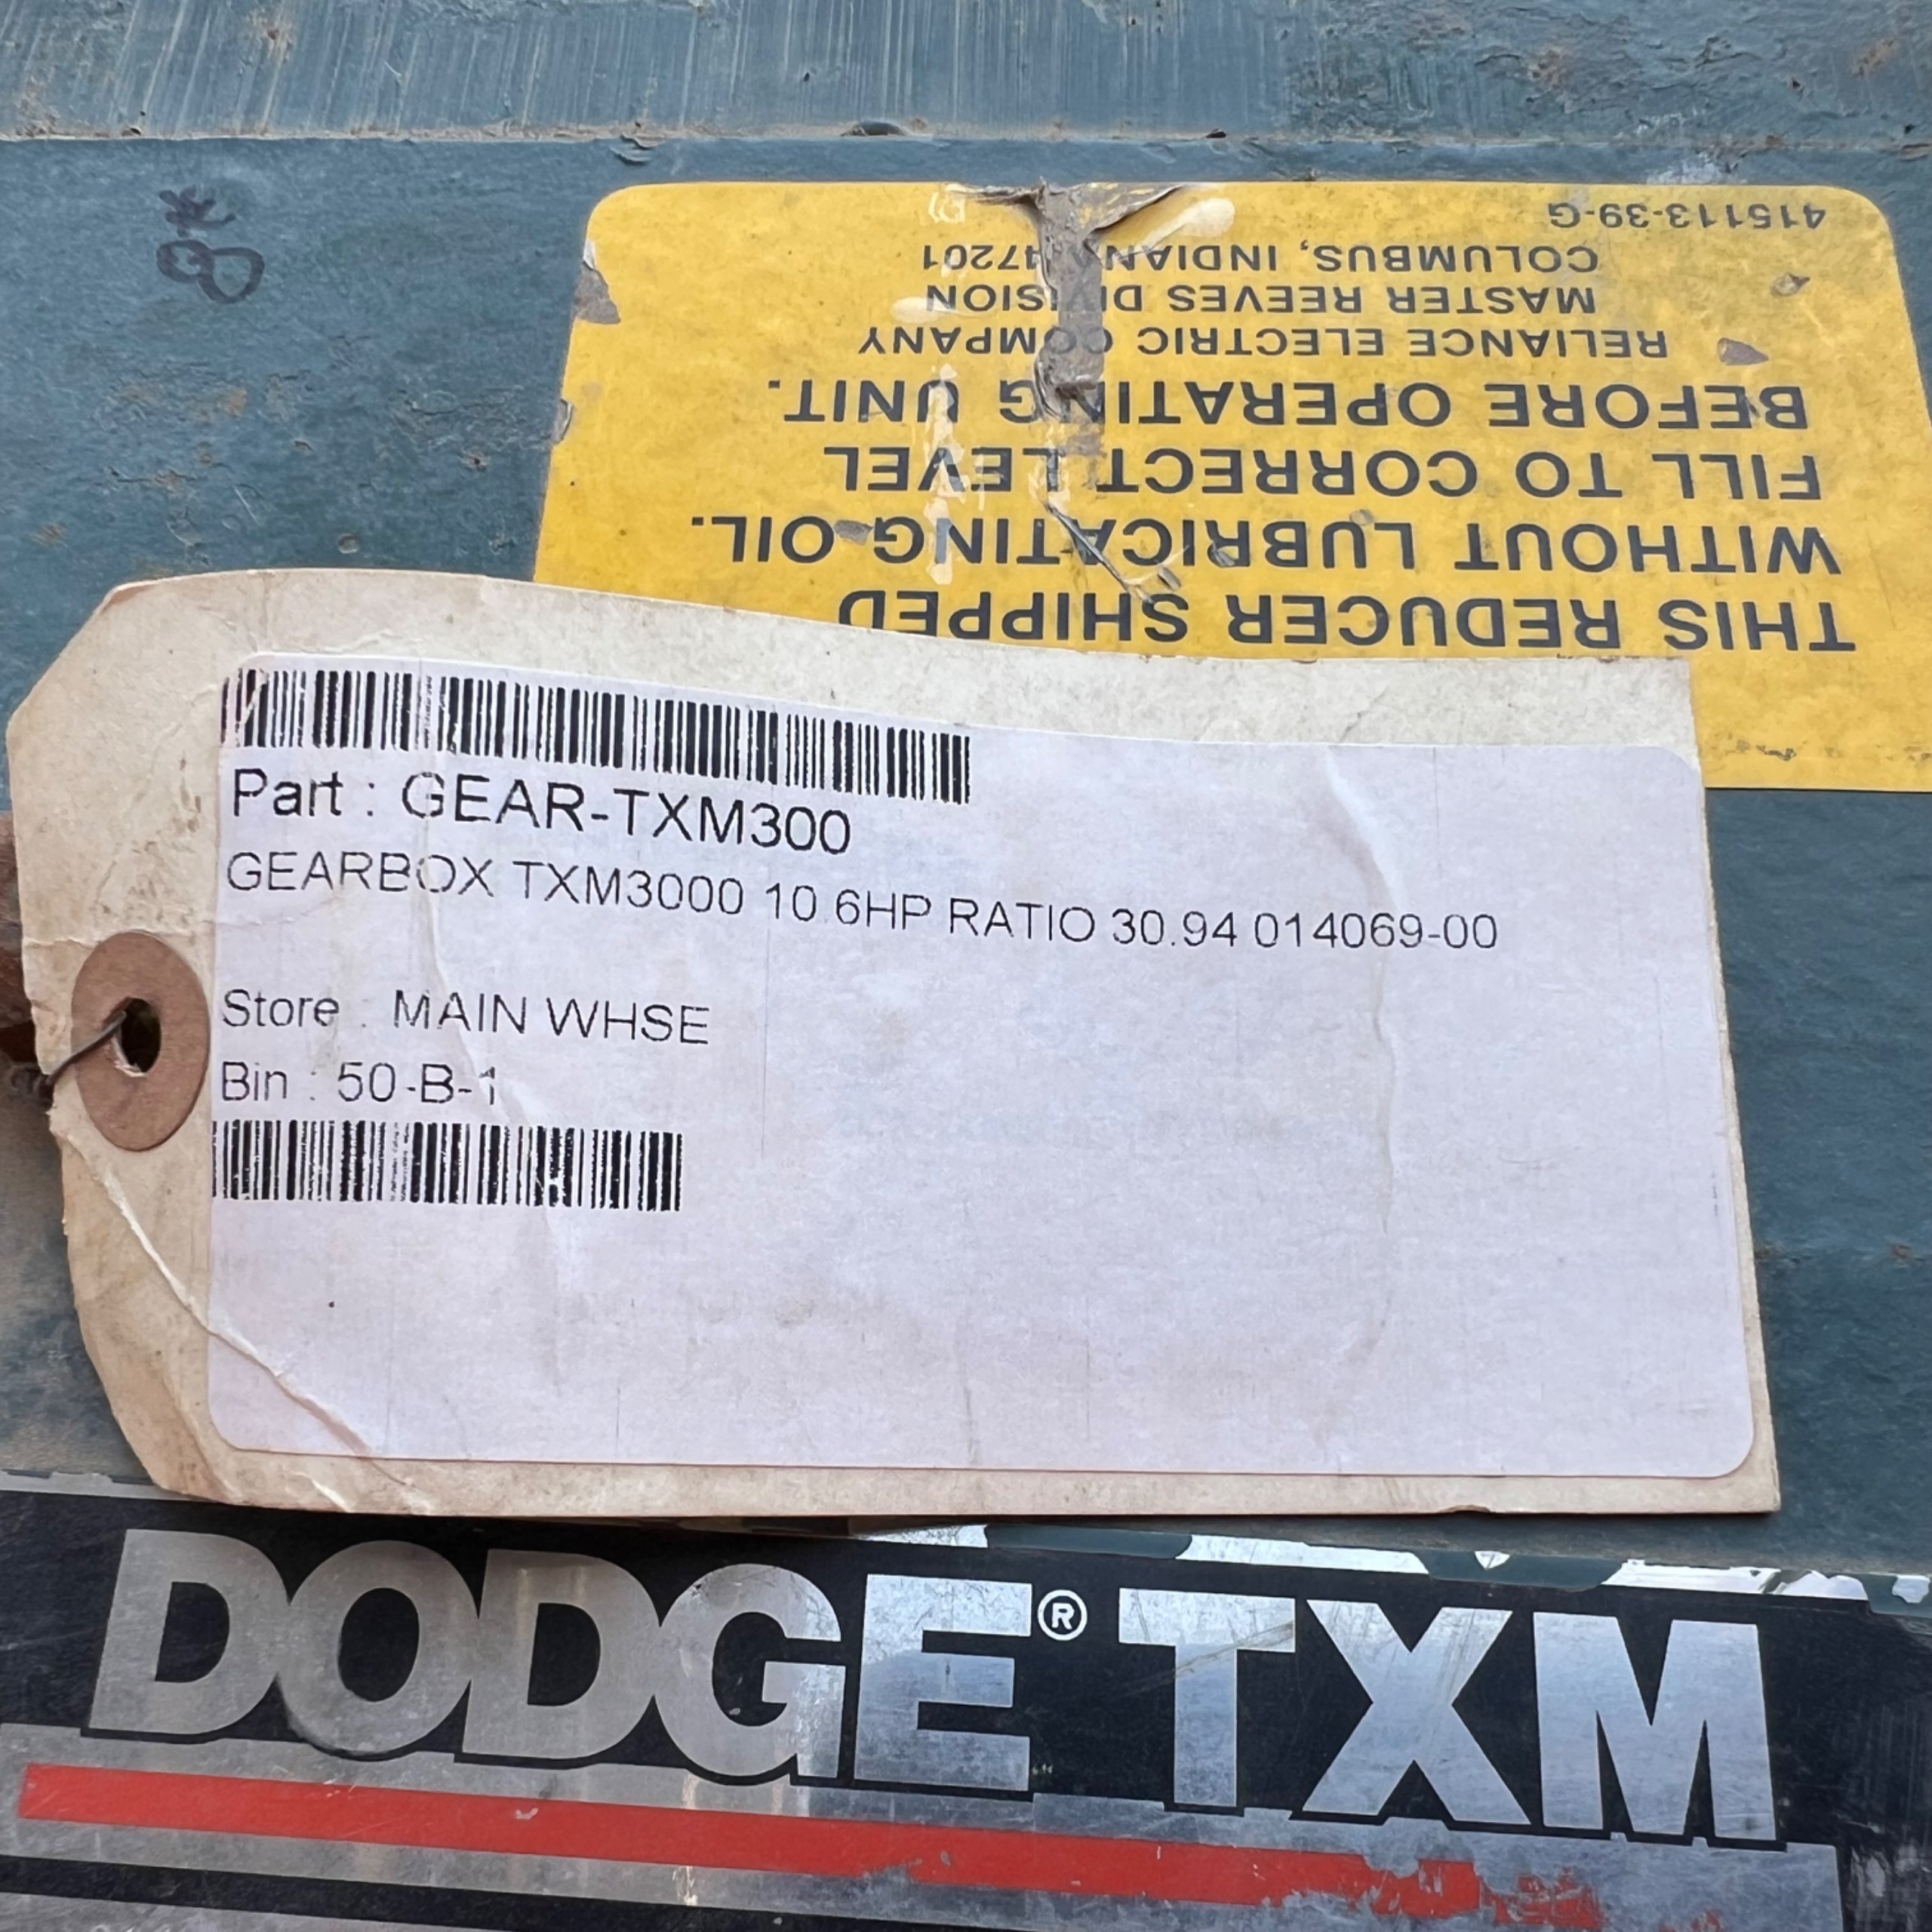 Part : GEAR-TXM300
GEARBOX TXM3000 10.6HP RATIO 30.94 014069-00
Store : MAIN WHSE
Bin : 50-B-1
DODGE® TXM
THIS REDUCER SHIPPED
WITHOUT LUBRICATING OIL.
FILL TO CORRECT LEVEL
BEFORE OPERATING UNIT.
RELIANCE ELECTRIC COMPANY
MASTER REEVES DIVISION
COLUMBUS, INDIANA 47201
415113-39-G